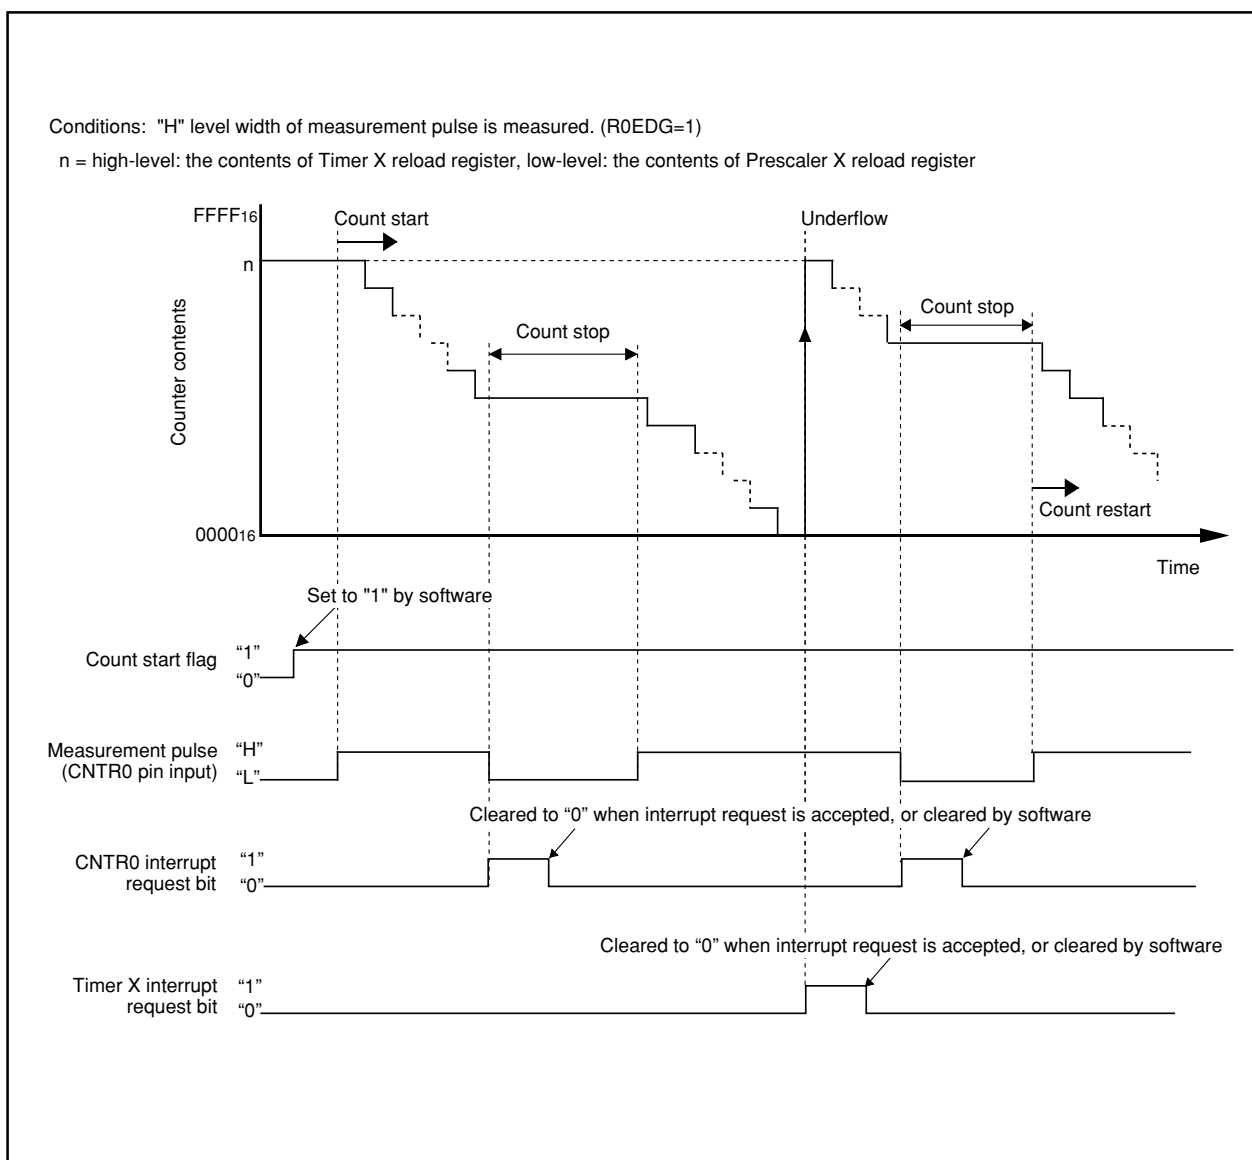 Conditions: "H" level width of measurement pulse is measured. (R0EDG=1)
n = high-level: the contents of Timer X reload register, low-level: the contents of Prescaler X reload register
FFFF16
Count start
Underflow
n
Count stop
Count stop
Counter contents
Count restart
000016
Time
Set to "1" by software
Count start flag
“1”
“0”
Measurement pulse
(CNTR0 pin input)
“H”
“L”
Cleared to “0” when interrupt request is accepted, or cleared by software
CNTR0 interrupt
request bit
“1”
“0”
Cleared to “0” when interrupt request is accepted, or cleared by software
Timer X interrupt
request bit
“1”
“0”